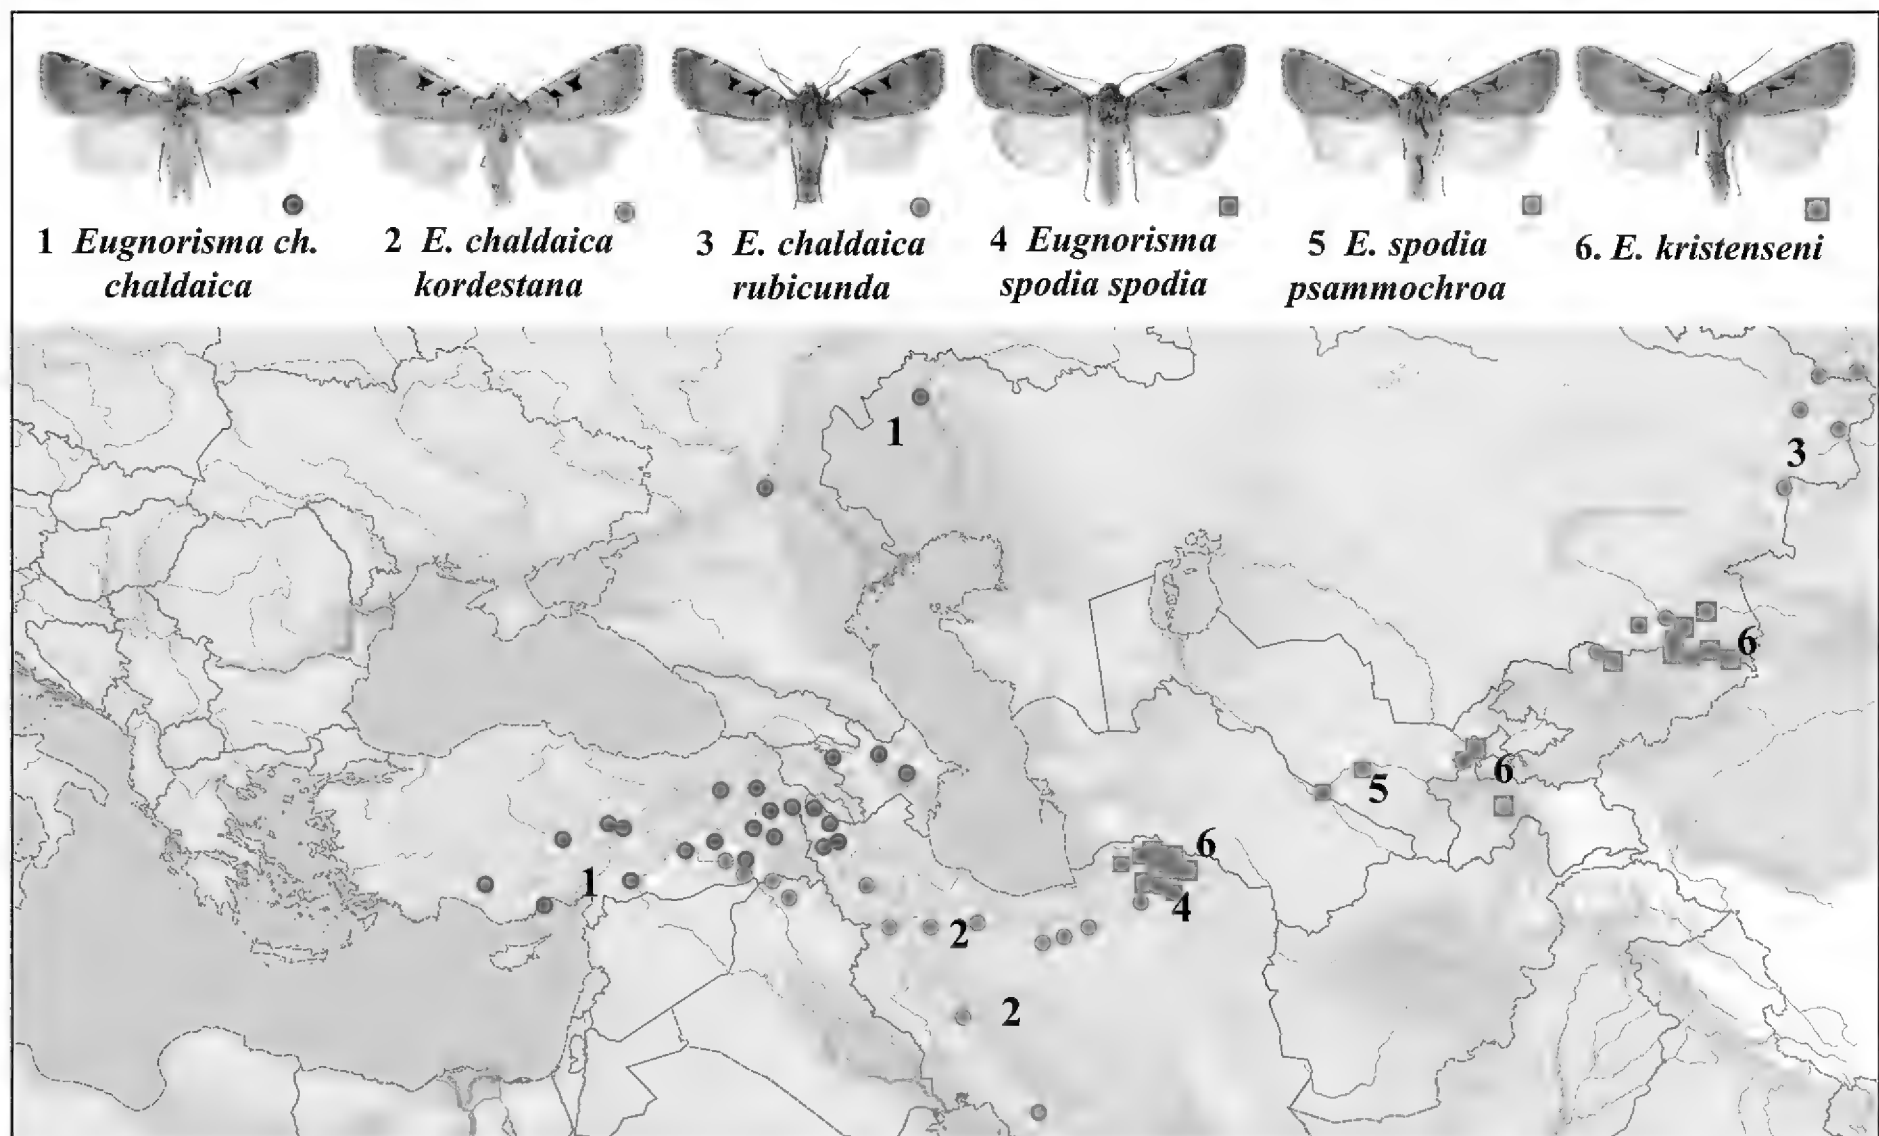 1 Eugnorisma ch.
chaldaica
2 E. chaldaica
kordestana
3 E. chaldaica
rubicunda
4 Eugnorisma
spodia spodia
5 E. spodia
psammochroa
6. E. kristenseni
1
3
6
5
6
6
4
1
2
2